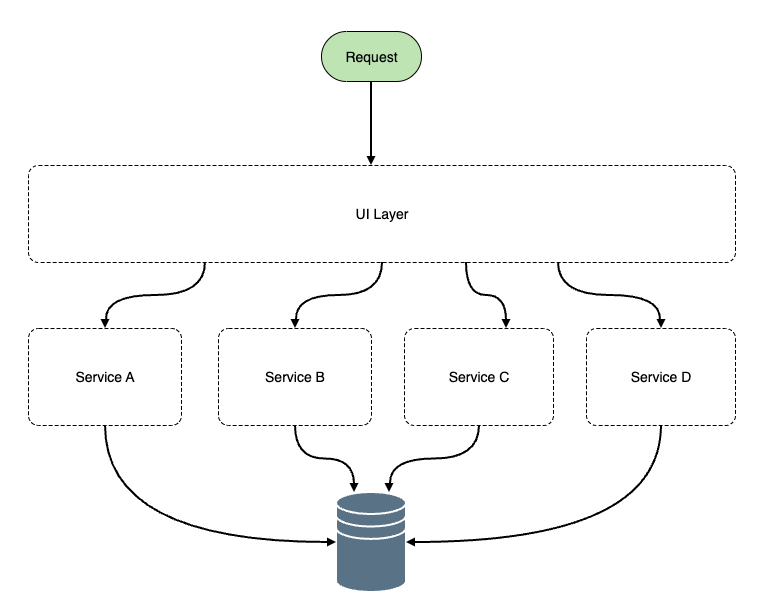 Request
UI Layer
Service A
Service B
Service C
Service D